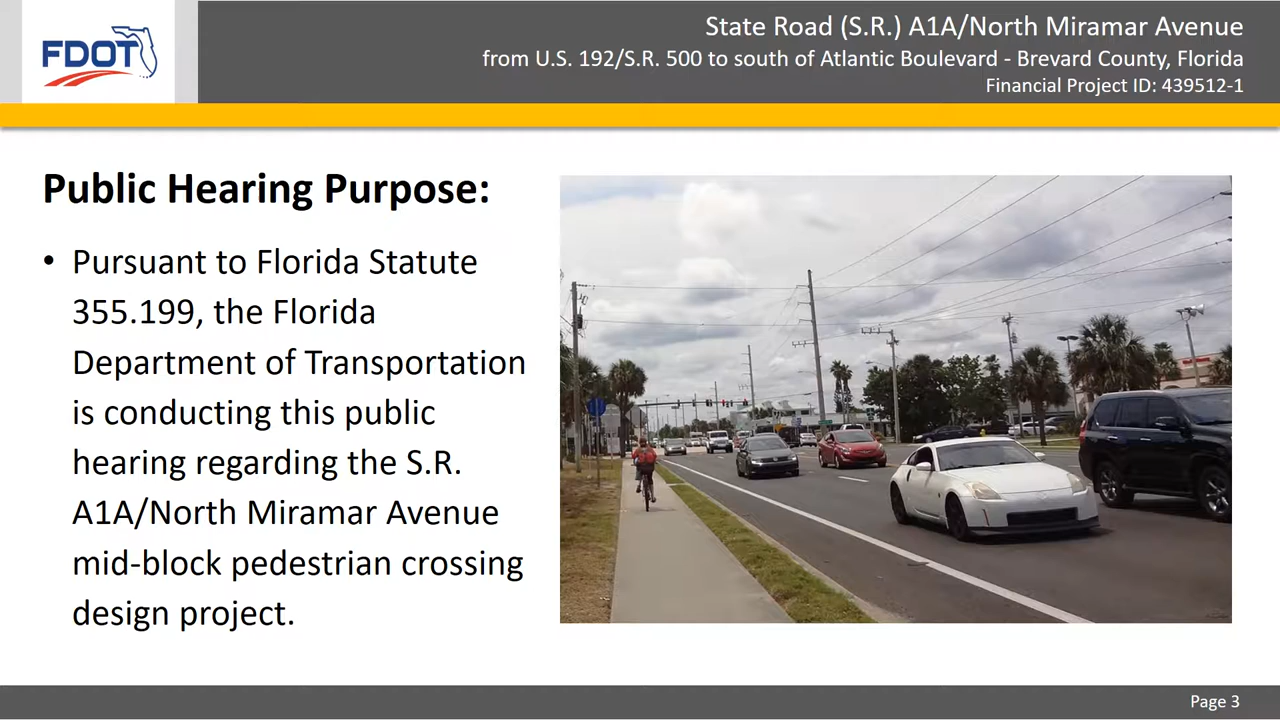 FDOT
State Road (S.R.) A1A/North Miramar Avenue
from U.S. 192/S.R. 500 to south of Atlantic Boulevard - Brevard County, Florida
Financial Project ID: 439512-1
Public Hearing Purpose:
• Pursuant to Florida Statute
355.199, the Florida
Department of Transportation
is conducting this public
hearing regarding the S.R.
A1A/North Miramar Avenue
mid-block pedestrian crossing
design project.
Page 3